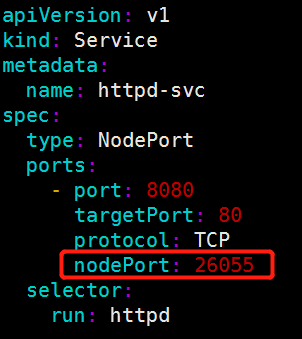 apiVersion: v1
kind: Service
metadata:
  name: httpd-svc
spec:
  type: NodePort
  ports:
    - port: 8080
      targetPort: 80
      protocol: TCP
      nodePort: 26055
  selector:
    run: httpd